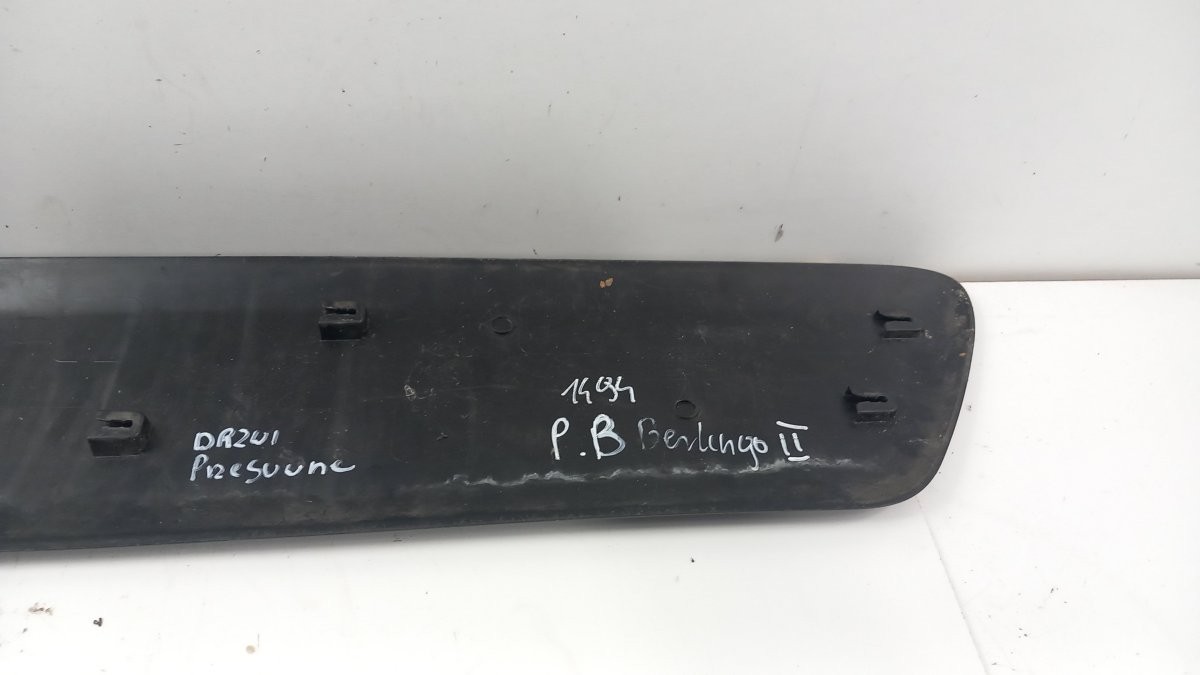 1494
P.B Berlingo II
DRZWI
Przesuwne